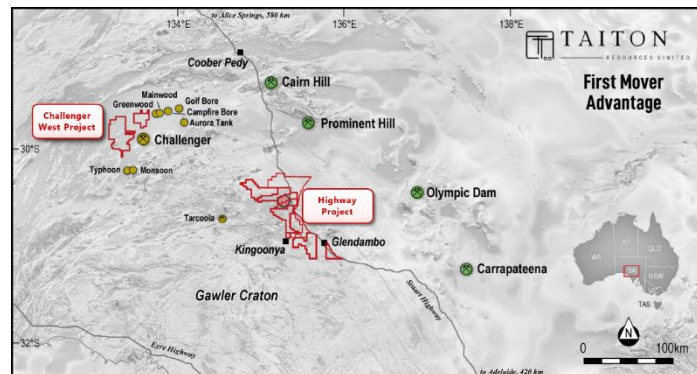 134°E
136°E
138°E
to Alice Springs, 580 km
TAITON
RESOURCES LIMITED
First Mover
Advantage
Coober Pedy
Cairn Hill
Mainwood
Golf Bore
Greenwood
Campfire Bore
Aurora Tank
Challenger
West Project
Challenger
Prominent Hill
30°S
Typhoon
Monsoon
Olympic Dam
Highway
Project
Tarcoola
Kingoonya
Glendambo
Carrapateena
Gawler Craton
Stuart Highway
WA
NT
SA
QLD
NSW
VIC
TAS
32°S
Eyre Highway
to Adelaide, 420 km
N
0
100km